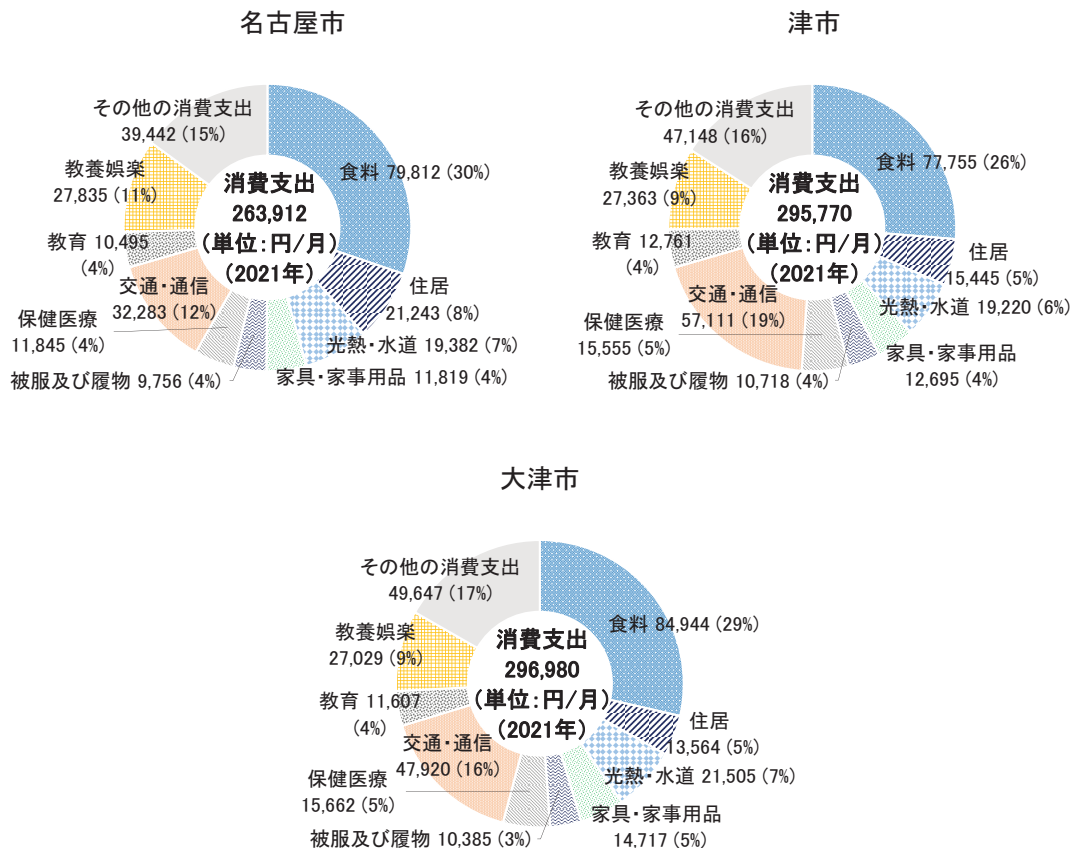 名古屋市
その他の消費支出
39,442 (15%)
教養娯楽
27,835 (11%)
教育 10,495
(4%)
交通・通信
32,283 (12%)
保健医療
11,845 (4%)
被服及び履物 9,756 (4%)
食料 79,812 (30%)
住居
21,243 (8%)
光熱・水道 19,382 (7%)
家具・家事用品 11,819 (4%)
消費支出
263,912
(単位:円/月)
(2021年)
津市
その他の消費支出
47,148 (16%)
教養娯楽
27,363 (9%)
教育 12,761
(4%)
交通・通信
57,111 (19%)
保健医療
15,555 (5%)
被服及び履物 10,718 (4%)
食料 77,755 (26%)
住居
15,445 (5%)
光熱・水道 19,220 (6%)
家具・家事用品
12,695 (4%)
消費支出
295,770
(単位:円/月)
(2021年)
大津市
その他の消費支出
49,647 (17%)
教養娯楽
27,029 (9%)
教育 11,607
(4%)
交通・通信
47,920 (16%)
保健医療
15,662 (5%)
被服及び履物 10,385 (3%)
食料 84,944 (29%)
住居
13,564 (5%)
光熱・水道 21,505 (7%)
家具・家事用品
14,717 (5%)
消費支出
296,980
(単位:円/月)
(2021年)